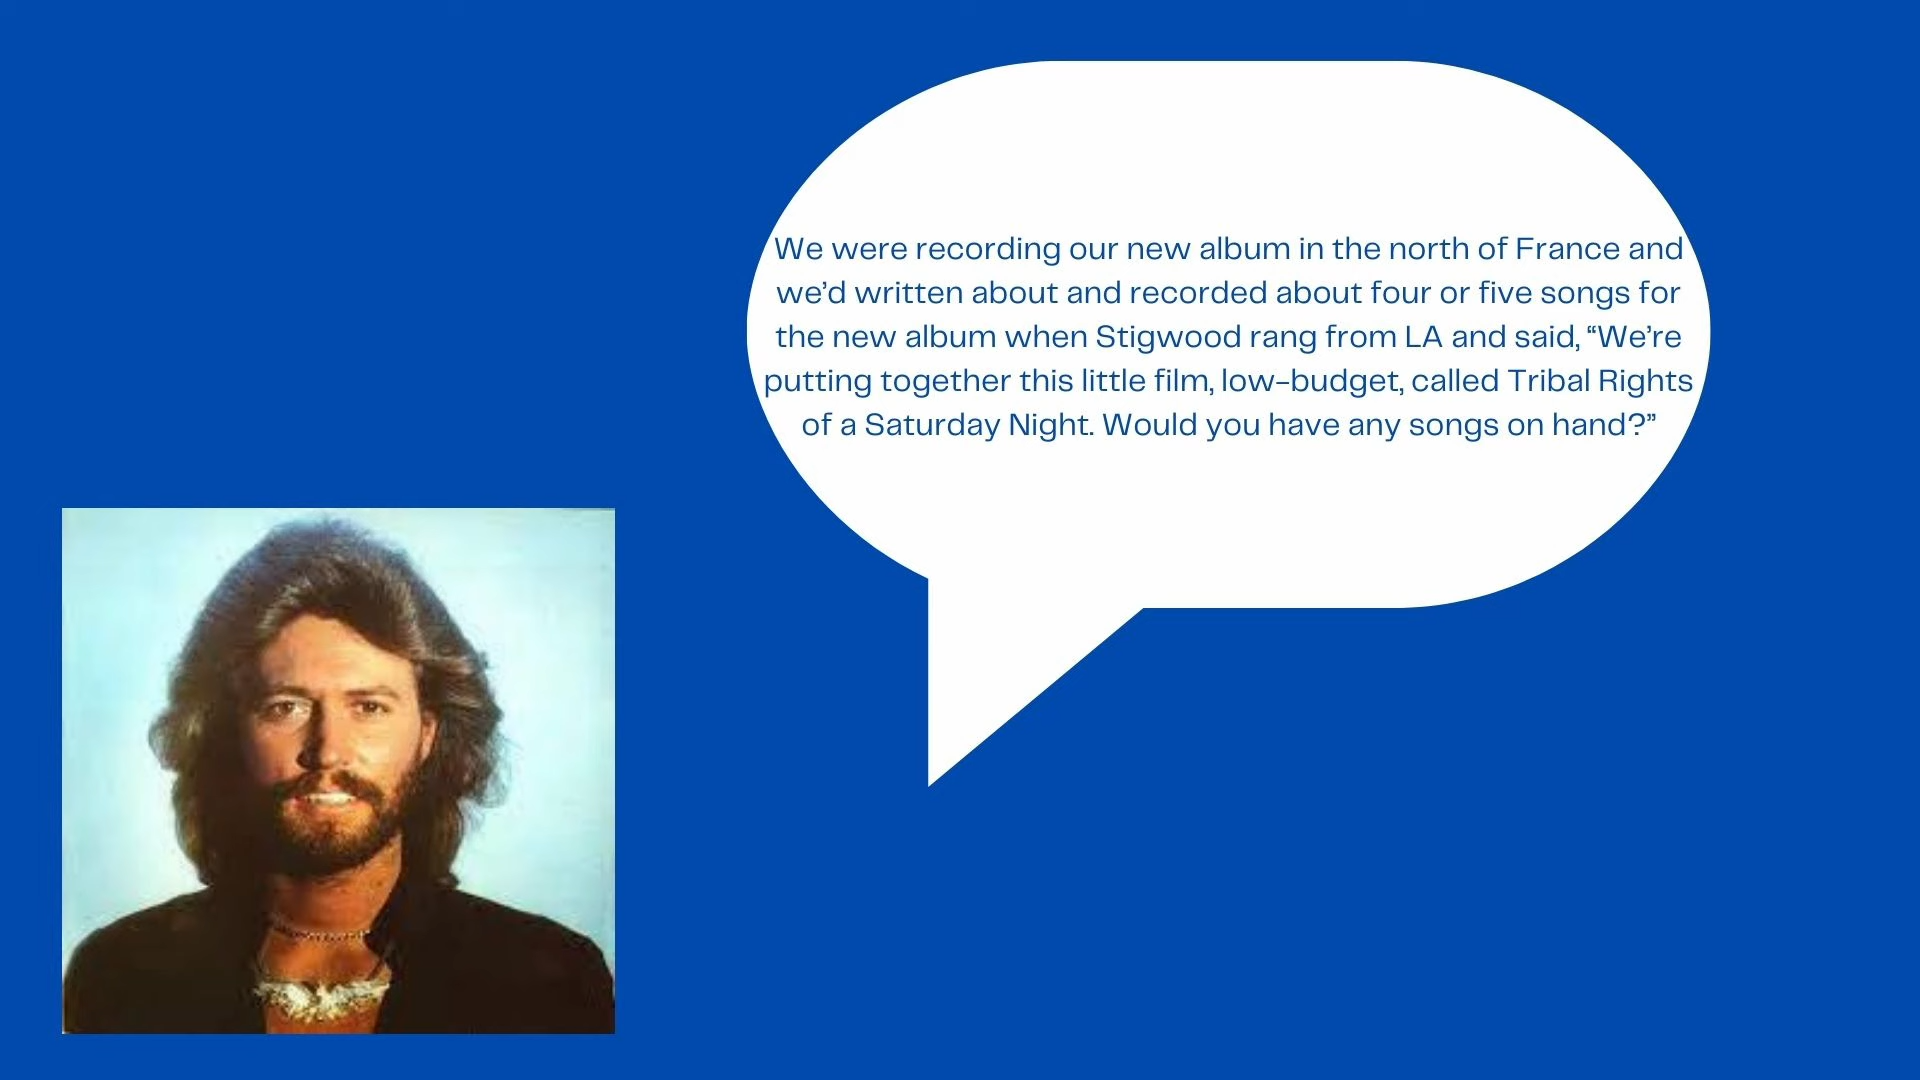 We were recording our new album in the north of France and
we’d written about and recorded about four or five songs for
the new album when Stigwood rang from LA and said, “We’re
putting together this little film, low-budget, called Tribal Rights
of a Saturday Night. Would you have any songs on hand?”